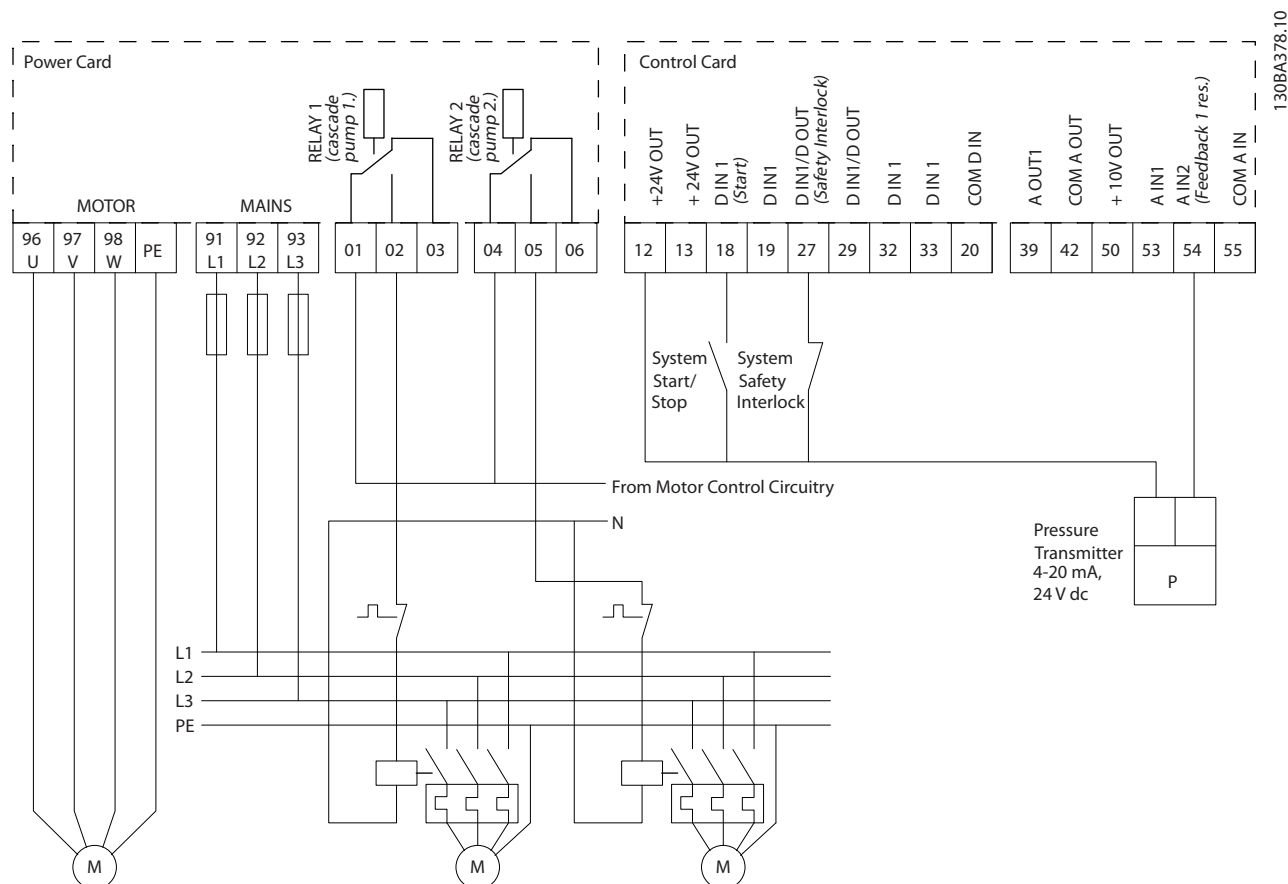 130BA378.10
Power Card
Control Card
RELAY 1
(cascade
pump 1.)
RELAY 2
(cascade
pump 2.)
+24V OUT
+ 24V OUT
D IN 1
(Start)
D IN1
D IN1/D OUT
(Safety Interlock)
D IN1/D OUT
D IN 1
D IN 1
COM D IN
A OUT1
COM A OUT
+ 10V OUT
A IN1
A IN2
(Feedback 1 res.)
COM A IN
MOTOR
MAINS
96
U
97
V
98
W
PE
91
L1
92
L2
93
L3
01
02
03
04
05
06
12
13
18
19
27
29
32
33
20
39
42
50
53
54
55
System
Start/
Stop
System
Safety
Interlock
From Motor Control Circuitry
N
Pressure
Transmitter
4-20 mA,
24 V dc
P
L1
L2
L3
PE
M
M
M